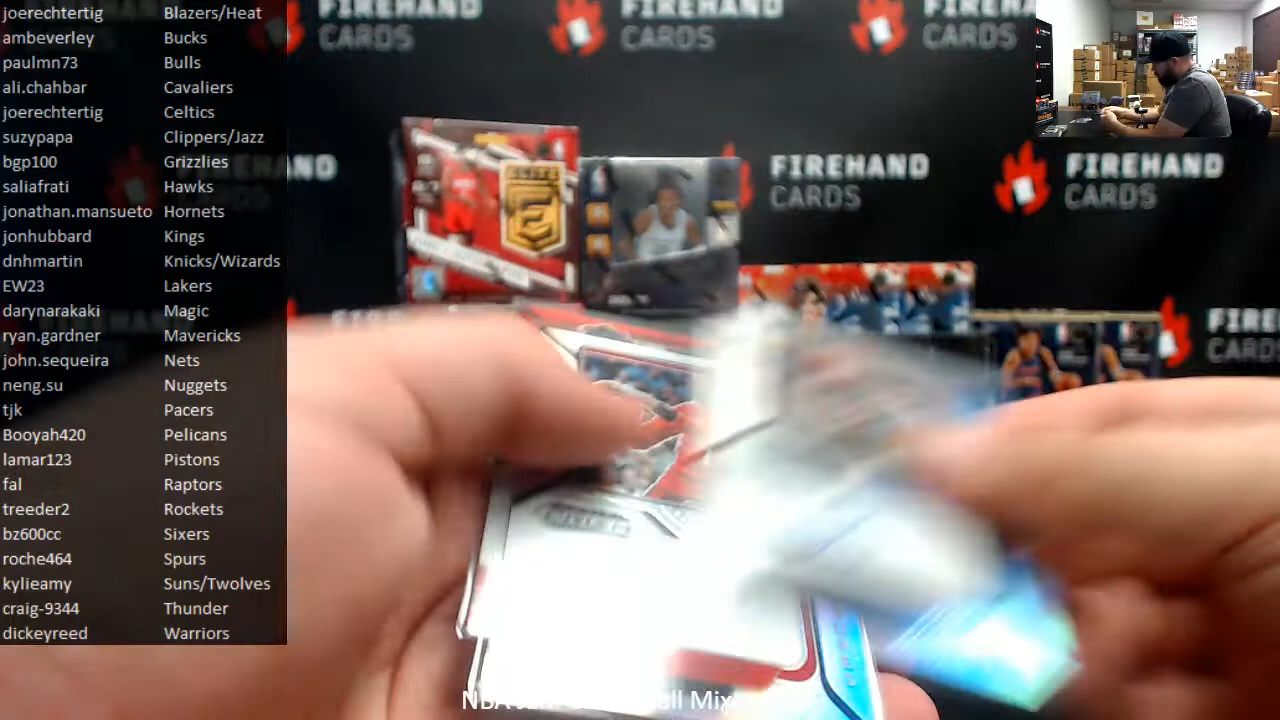 joerechtertig Blazers/Heat
ambeverley Bucks
paulmn73 Bulls
ali.chahbar Cavaliers
joerechtertig Celtics
suzypapa Clippers/Jazz
bgp100 Grizzlies
saliafrati Hawks
jonathan.mansueto Hornets
jonhubbard Kings
dnhmartin Knicks/Wizards
EW23 Lakers
darynarakaki Magic
ryan.gardner Mavericks
john.sequeira Nets
neng.su Nuggets
tjk Pacers
Booyah420 Pelicans
lamar123 Pistons
fal Raptors
treeder2 Rockets
bz600cc Sixers
roche464 Spurs
kylieamy Suns/Twolves
craig-9344 Thunder
dickeyreed Warriors
FIREHAND
CARDS
FIREHAND
CARDS
FIREHAND
CARDS
FIREHAND
CARDS
ELITE
E
NBA
Mix